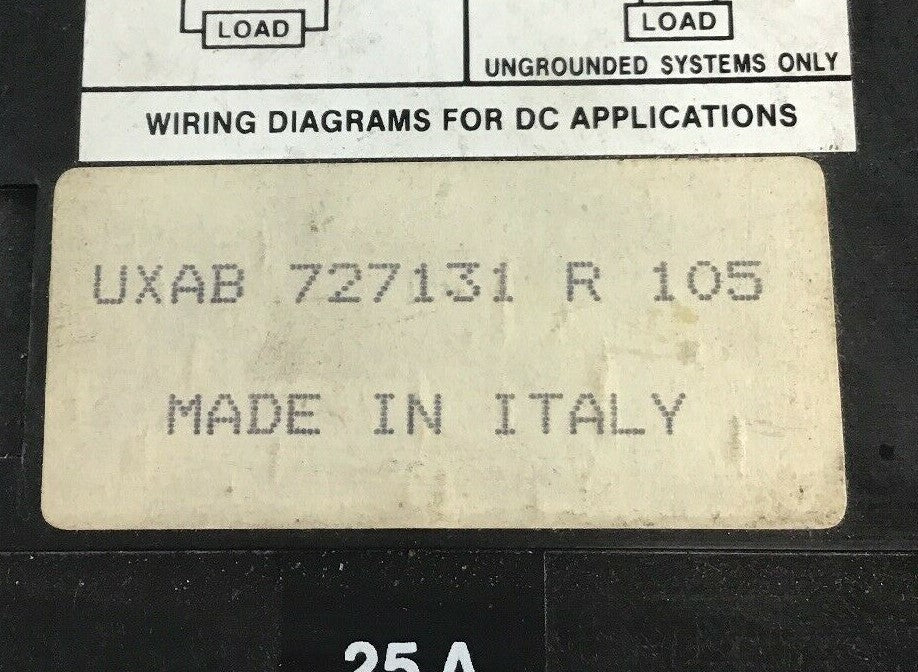 LOAD
LOAD
UNGROUNDED SYSTEMS ONLY
WIRING DIAGRAMS FOR DC APPLICATIONS
UXAB 727131 R 105
MADE IN ITALY
25 A